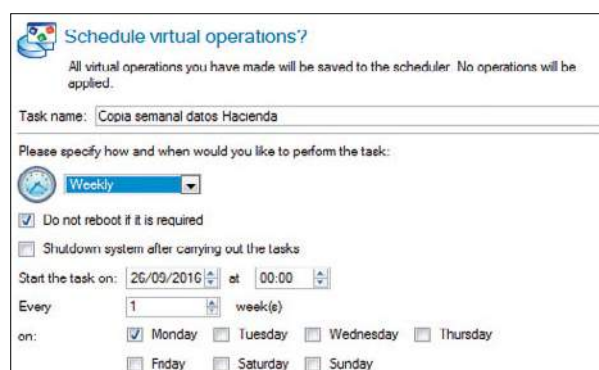 Schedule virtual operations?
All virtual operations you have made will be saved to the scheduler. No operations will be
applied.
Task name: Copia semanal datos Hacienda
Please specify how and when would you like to perform the task:
Weekly
Do not reboot if it is required
Shutdown system after carrying out the tasks
Start the task on: 26/09/2016 at 00:00
Every 1 week(s)
on: Monday Tuesday Wednesday Thursday
Friday Saturday Sunday